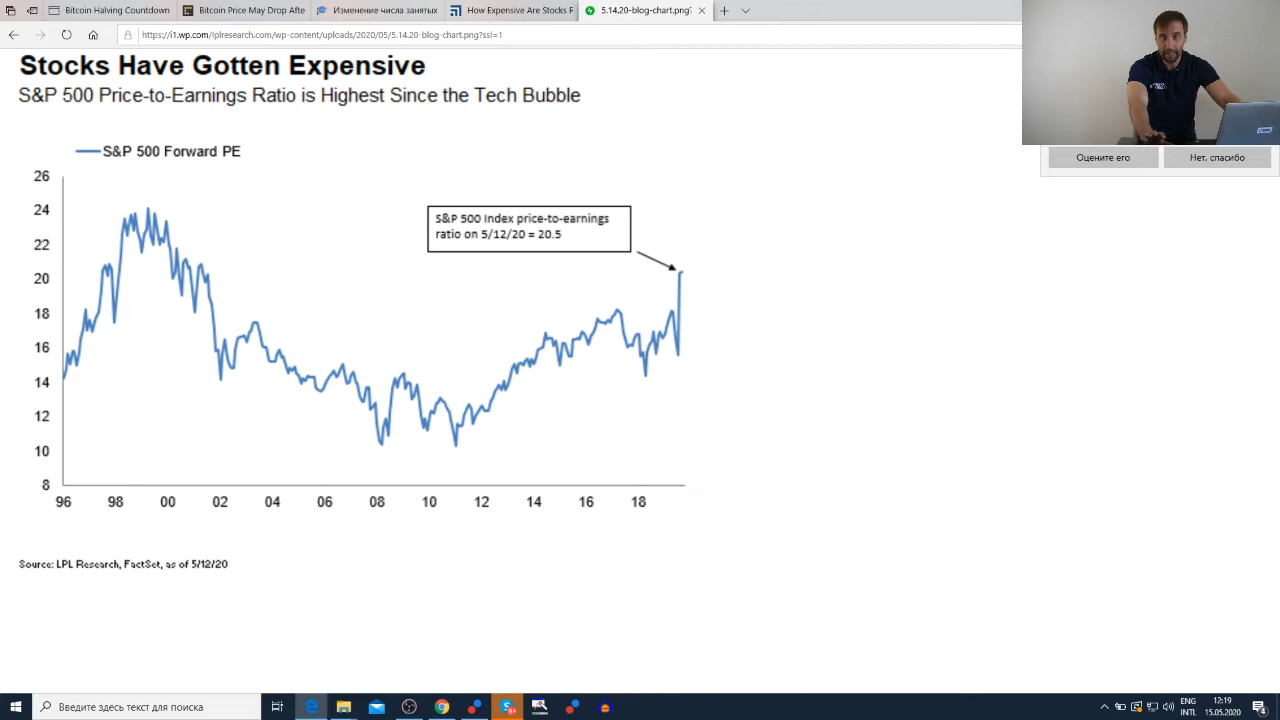 Bitcoin Halving Countdown
Bitcoin Price May Drop Afte
Изменение числа занятых
How Expensive Are Stocks F
5.14.20-blog-chart.png?
https://i1.wp.com/lplresearch.com/wp-content/uploads/2020/05/5.14.20-blog-chart.png?ssl=1
Stocks Have Gotten Expensive
S&P 500 Price-to-Earnings Ratio is Highest Since the Tech Bubble
S&P 500 Forward PE
Оцените его
Нет, спасибо
26
24
22
20
18
16
14
12
10
8
S&P 500 Index price-to-earnings
ratio on 5/12/20 = 20.5
96 98 00 02 04 06 08 10 12 14 16 18
Source: LPL Research, FactSet, as of 5/12/20
Введите здесь текст для поиска
9+
ENG
INTL
12:19
15.05.2020
4